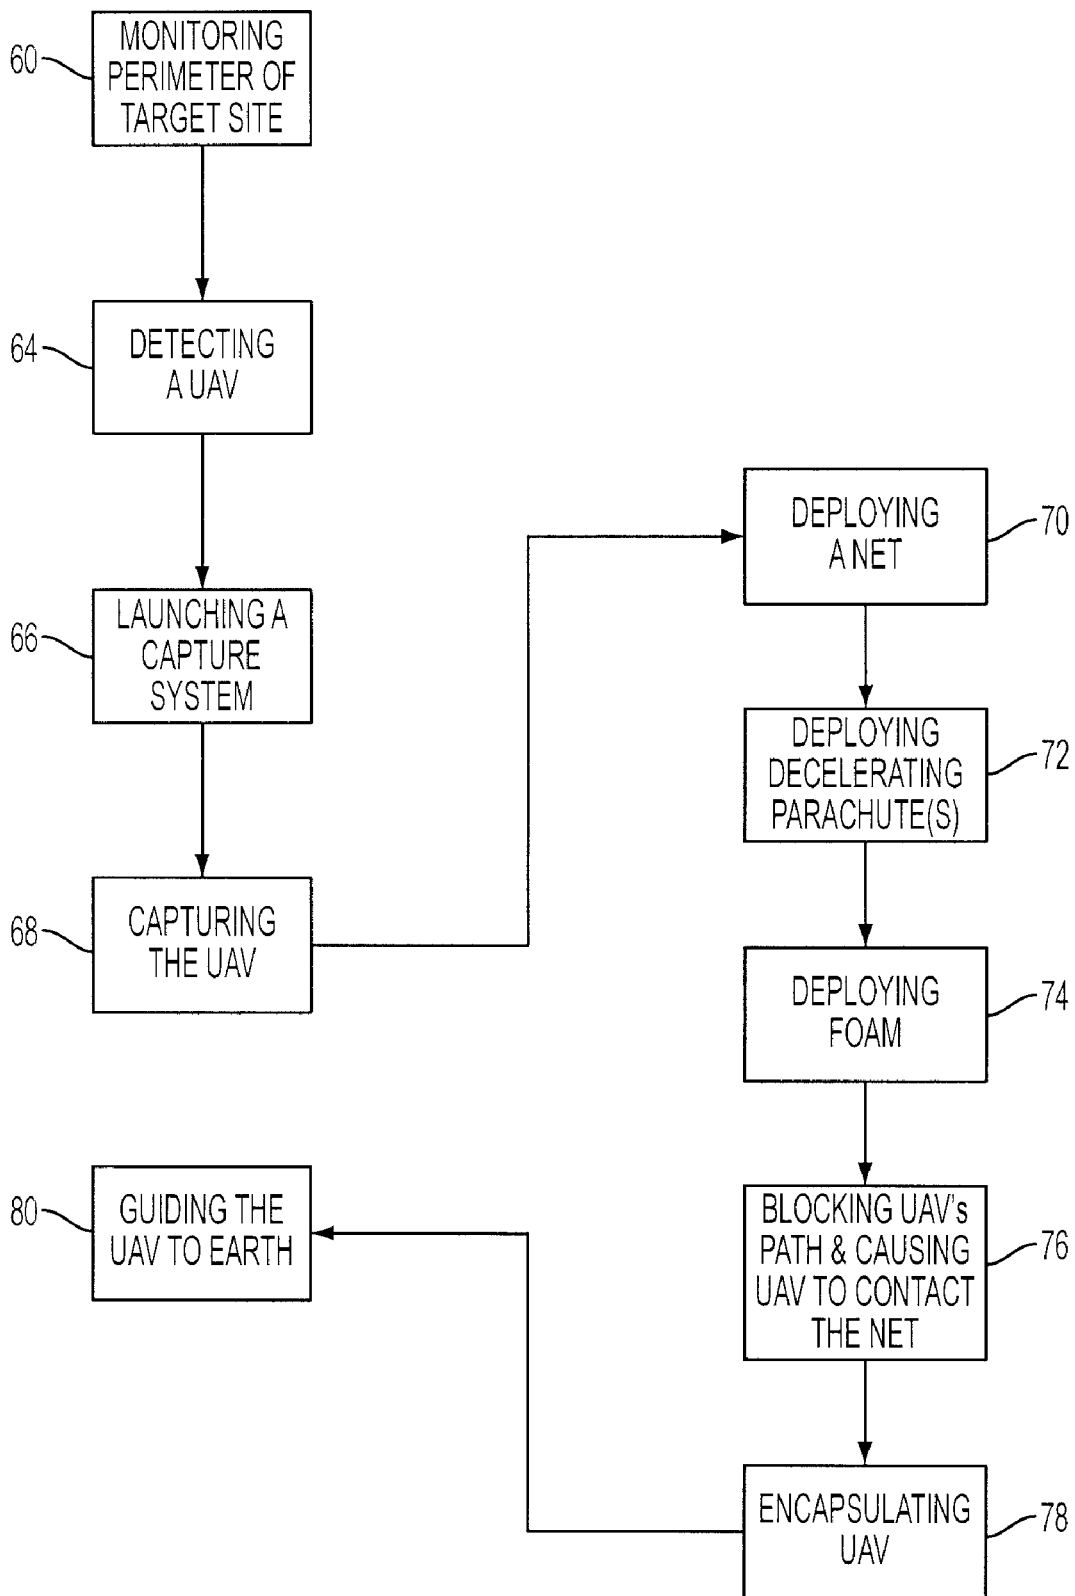 60
MONITORING
PERIMETER OF
TARGET SITE
64
DETECTING
A UAV
66
LAUNCHING A
CAPTURE
SYSTEM
68
CAPTURING
THE UAV
70
DEPLOYING
A NET
72
DEPLOYING
DECELERATING
PARACHUTE(S)
74
DEPLOYING
FOAM
76
BLOCKING UAV's
PATH & CAUSING
UAV TO CONTACT
THE NET
78
ENCAPSULATING
UAV
80
GUIDING THE
UAV TO EARTH